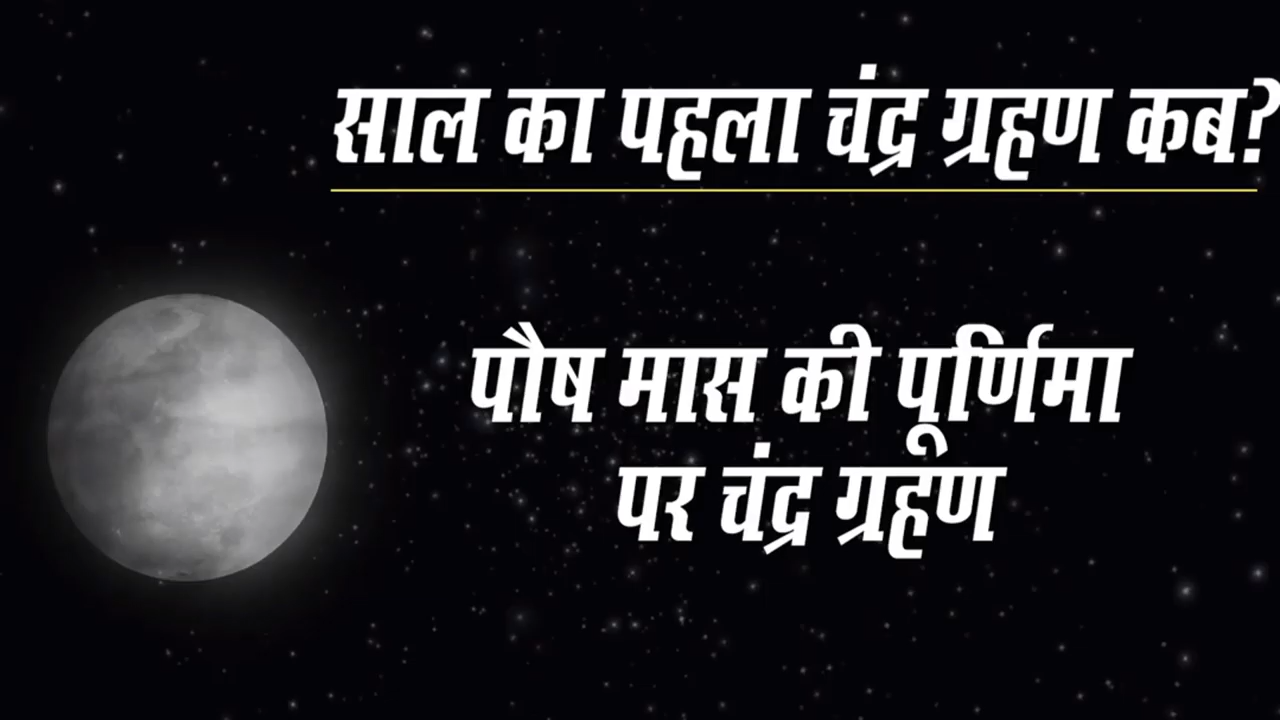 साल का पहला चंद्र ग्रहण कब?
पौष मास की पूर्णिमा
पर चंद्र ग्रहण